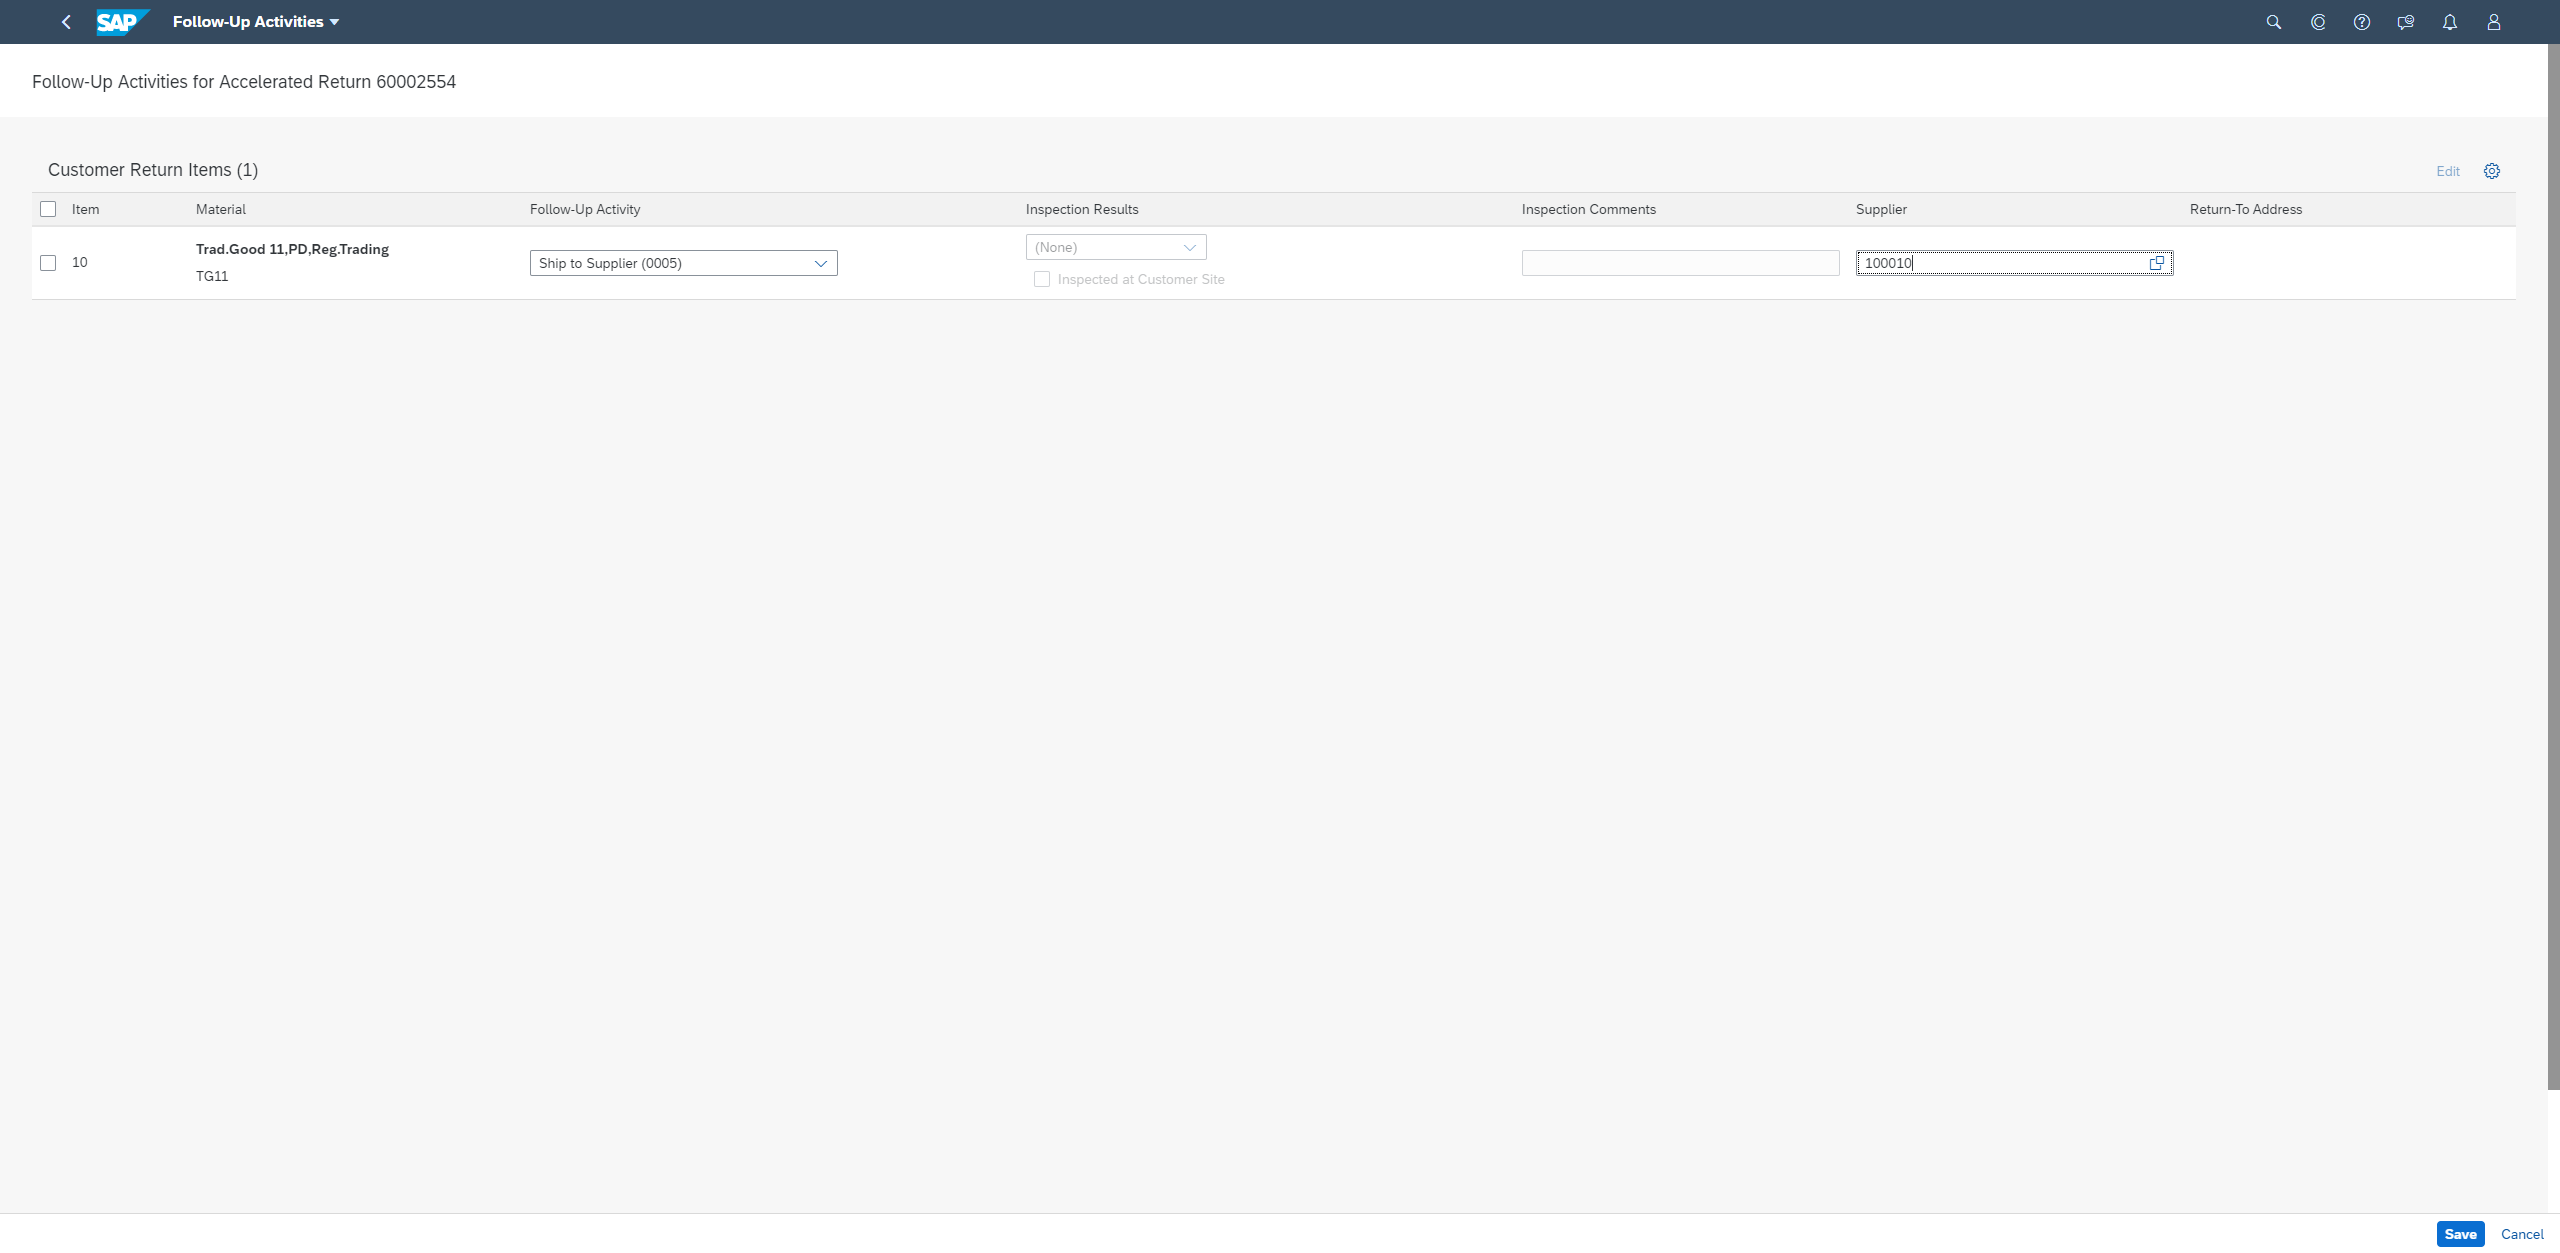 SAP Follow-Up Activities
Follow-Up Activities for Accelerated Return 60002554
Customer Return Items (1)
Edit
Item Material Follow-Up Activity Inspection Results Inspection Comments Supplier Return-To Address
10
Trad.Good 11,PD,Reg.Trading
TG11
Ship to Supplier (0005)
(None)
Inspected at Customer Site
100010
Save Cancel